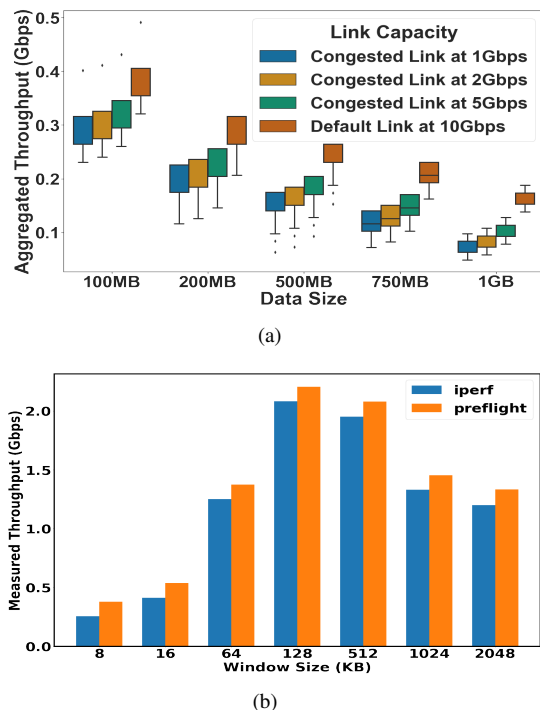 Aggregated Throughput (Gbps)
0.5
0.4
0.3
0.2
0.1
Link Capacity
Congested Link at 1Gbps
Congested Link at 2Gbps
Congested Link at 5Gbps
Default Link at 10Gbps
100MB 200MB 500MB 750MB 1GB
Data Size
(a)
Measured Throughput (Gbps)
2.0
1.5
1.0
0.5
0.0
iperf
preflight
8 16 64 128 512 1024 2048
Window Size (KB)
(b)